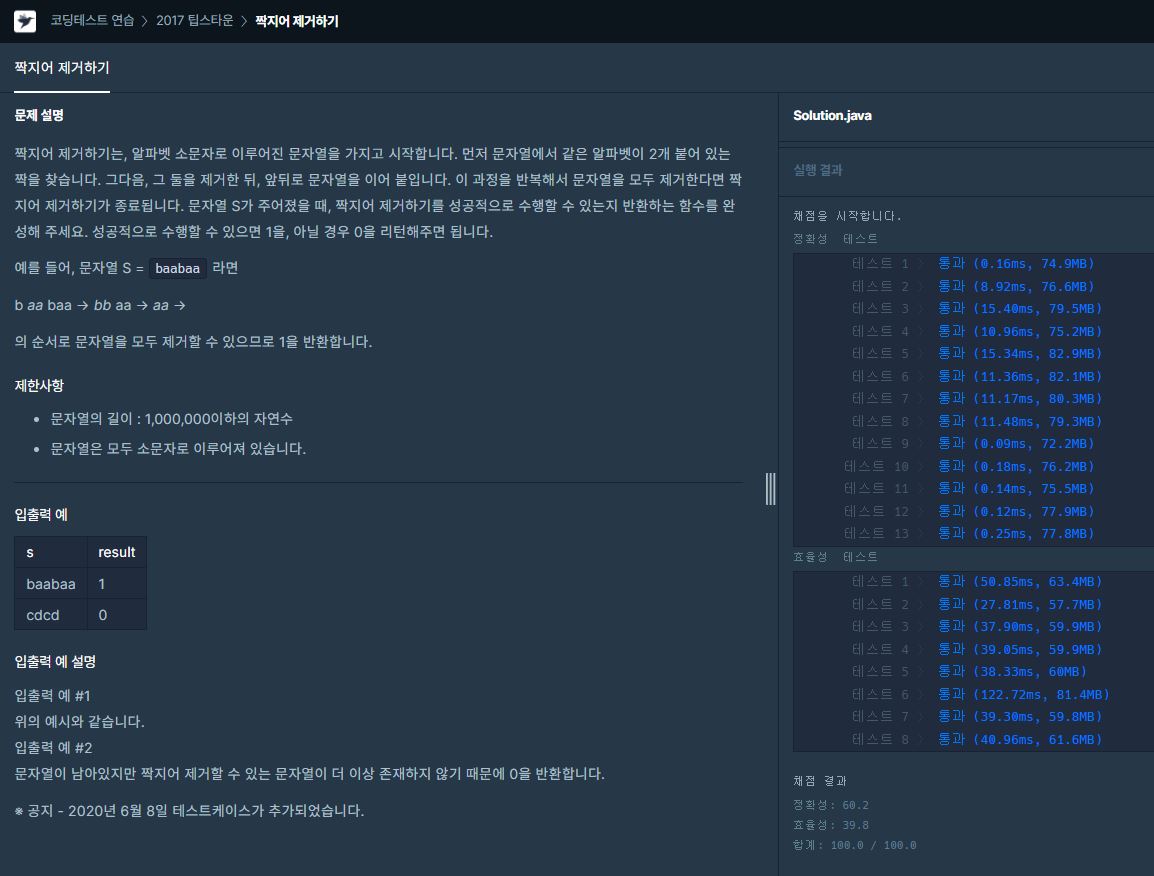 코딩테스트 연습 > 2017 팁스타운 > 짝지어 제거하기
짝지어 제거하기
문제 설명
짝지어 제거하기는, 알파벳 소문자로 이루어진 문자열을 가지고 시작합니다. 먼저 문자열에서 같은 알파벳이 2개 붙어 있는
짝을 찾습니다. 그다음, 그 둘을 제거한 뒤, 앞뒤로 문자열을 이어 붙입니다. 이 과정을 반복해서 문자열을 모두 제거한다면 짝
지어 제거하기가 종료됩니다. 문자열 S가 주어졌을 때, 짝지어 제거하기를 성공적으로 수행할 수 있는지 반환하는 함수를 완
성해 주세요. 성공적으로 수행할 수 있으면 1을, 아닐 경우 0을 리턴해주면 됩니다.
예를 들어, 문자열 S = baabaa 라면
b aa baa → bb aa → aa →
의 순서로 문자열을 모두 제거할 수 있으므로 1을 반환합니다.
제한사항
• 문자열의 길이 : 1,000,000이하의 자연수
• 문자열은 모두 소문자로 이루어져 있습니다.
입출력 예
s result
baabaa 1
cdcd 0
입출력 예 설명
입출력 예 #1
위의 예시와 같습니다.
입출력 예 #2
문자열이 남아있지만 짝지어 제거할 수 있는 문자열이 더 이상 존재하지 않기 때문에 0을 반환합니다.
※ 공지 - 2020년 6월 8일 테스트케이스가 추가되었습니다.
Solution.java
실행 결과
채점을 시작합니다.
정확성 테스트
테스트 1 > 통과 (0.16ms, 74.9MB)
테스트 2 > 통과 (8.92ms, 76.6MB)
테스트 3 > 통과 (15.40ms, 79.5MB)
테스트 4 > 통과 (10.96ms, 75.2MB)
테스트 5 > 통과 (15.34ms, 82.9MB)
테스트 6 > 통과 (11.36ms, 82.1MB)
테스트 7 > 통과 (11.17ms, 80.3MB)
테스트 8 > 통과 (11.48ms, 79.3MB)
테스트 9 > 통과 (0.09ms, 72.2MB)
테스트 10 > 통과 (0.18ms, 76.2MB)
테스트 11 > 통과 (0.14ms, 75.5MB)
테스트 12 > 통과 (0.12ms, 77.9MB)
테스트 13 > 통과 (0.25ms, 77.8MB)
효율성 테스트
테스트 1 > 통과 (50.85ms, 63.4MB)
테스트 2 > 통과 (27.81ms, 57.7MB)
테스트 3 > 통과 (37.90ms, 59.9MB)
테스트 4 > 통과 (39.05ms, 59.9MB)
테스트 5 > 통과 (38.33ms, 60MB)
테스트 6 > 통과 (122.72ms, 81.4MB)
테스트 7 > 통과 (39.30ms, 59.8MB)
테스트 8 > 통과 (40.96ms, 61.6MB)
채점 결과
정확성: 60.2
효율성: 39.8
합계: 100.0 / 100.0